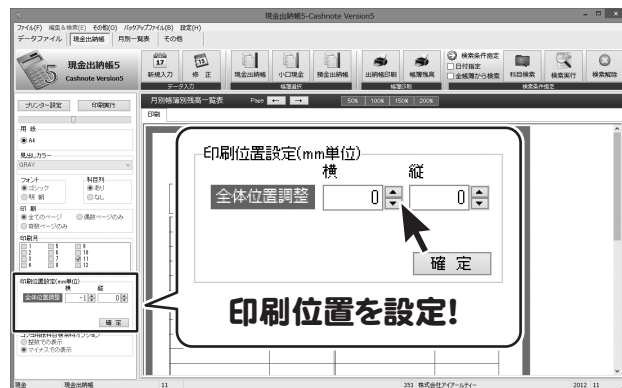 現金出納帳5-Cashnote Version5
ファイル(F) 編集&検索(E) その他(O) バックアップファイル(B) 設定(H)
データファイル 現金出納帳 月別一覧表 その他
現金出納帳5
Cashnote Version5
新規入力 修 正 現金出納帳 小口現金 預金出納帳 出納帳印刷 帳簿残高
検索条件指定
日付指定
全帳簿から検索
科目検索 検索実行 検索解除
データ入力 帳簿選択 帳簿印刷 検索条件指定
プリンター設定 印刷実行
月別帳簿別残高一覧表 Page ← → 50% 100% 150% 200%
印刷
用 紙
A4
見出しカラー
GRAY
フォント 科目別
ゴシック あり
明 朝 なし
印 刷
全てのページ 偶数ページのみ
奇数ページのみ
印刷月
1 5 9
2 6 10
3 7 11
4 8 12
印刷位置設定(mm単位)
横 縦
全体位置調整 -1 0
確 定
整数での表示
マイナスでの表示
印刷位置設定(mm単位)
横 縦
全体位置調整 0 0
確 定
印刷位置を設定!
現金 現金出納帳 11 351 株式会社アイアールティー 2012 11